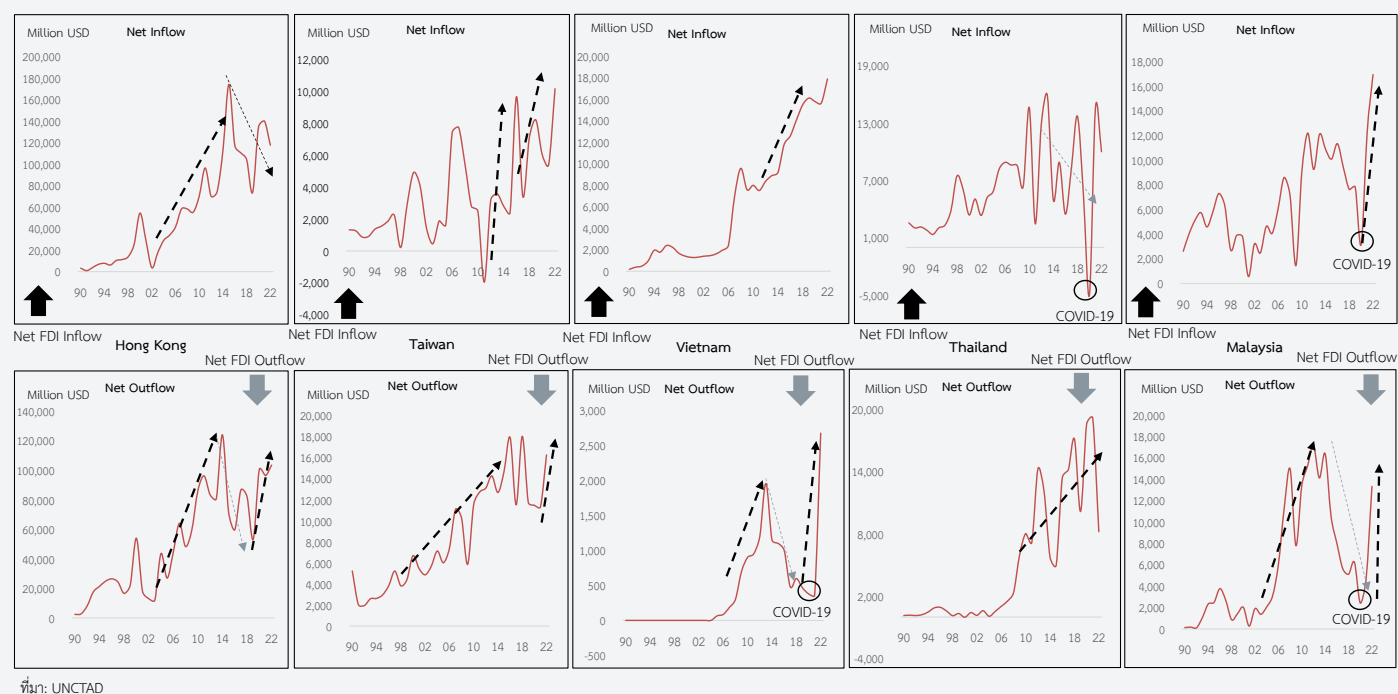 Million USD Net Inflow
200,000
180,000
160,000
140,000
120,000
100,000
80,000
60,000
40,000
20,000
0
90 94 98 02 06 10 14 18 22
Net FDI Inflow
Million USD Net Inflow
12,000
10,000
8,000
6,000
4,000
2,000
0
-2,000
-4,000
90 94 98 02 06 10 14 18 22
Net FDI Inflow
Million USD Net Inflow
20,000
18,000
16,000
14,000
12,000
10,000
8,000
6,000
4,000
2,000
0
90 94 98 02 06 10 14 18 22
Net FDI Inflow
Million USD Net Inflow
19,000
13,000
7,000
1,000
-5,000
90 94 98 02 06 10 14 18 22
COVID-19
Net FDI Inflow
Million USD Net Inflow
18,000
16,000
14,000
12,000
10,000
8,000
6,000
4,000
2,000
0
90 94 98 02 06 10 14 18 22
COVID-19
Net FDI Inflow
Hong Kong
Taiwan
Vietnam
Thailand
Malaysia
Net FDI Outflow
Million USD Net Outflow
140,000
120,000
100,000
80,000
60,000
40,000
20,000
0
90 94 98 02 06 10 14 18 22
Net FDI Outflow
Million USD Net Outflow
20,000
18,000
16,000
14,000
12,000
10,000
8,000
6,000
4,000
2,000
0
90 94 98 02 06 10 14 18 22
Net FDI Outflow
Million USD Net Outflow
3,000
2,500
2,000
1,500
1,000
500
0
-500
90 94 98 02 06 10 14 18 22
COVID-19
Net FDI Outflow
Million USD Net Outflow
20,000
14,000
8,000
2,000
-4,000
90 94 98 02 06 10 14 18 22
Net FDI Outflow
Million USD Net Outflow
20,000
18,000
16,000
14,000
12,000
10,000
8,000
6,000
4,000
2,000
0
90 94 98 02 06 10 14 18 22
COVID-19
ที่มา: UNCTAD